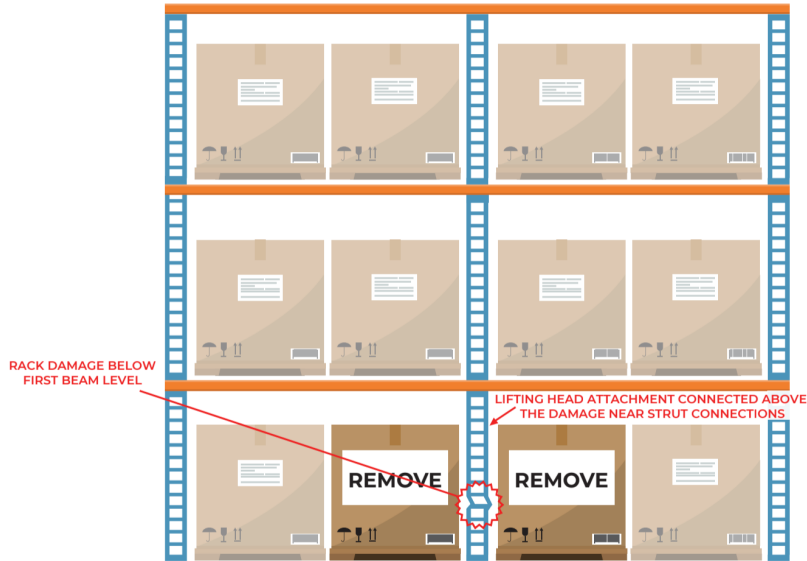 RACK DAMAGE BELOW
FIRST BEAM LEVEL
LIFTING HEAD ATTACHMENT CONNECTED ABOVE
THE DAMAGE NEAR STRUT CONNECTIONS
REMOVE
REMOVE